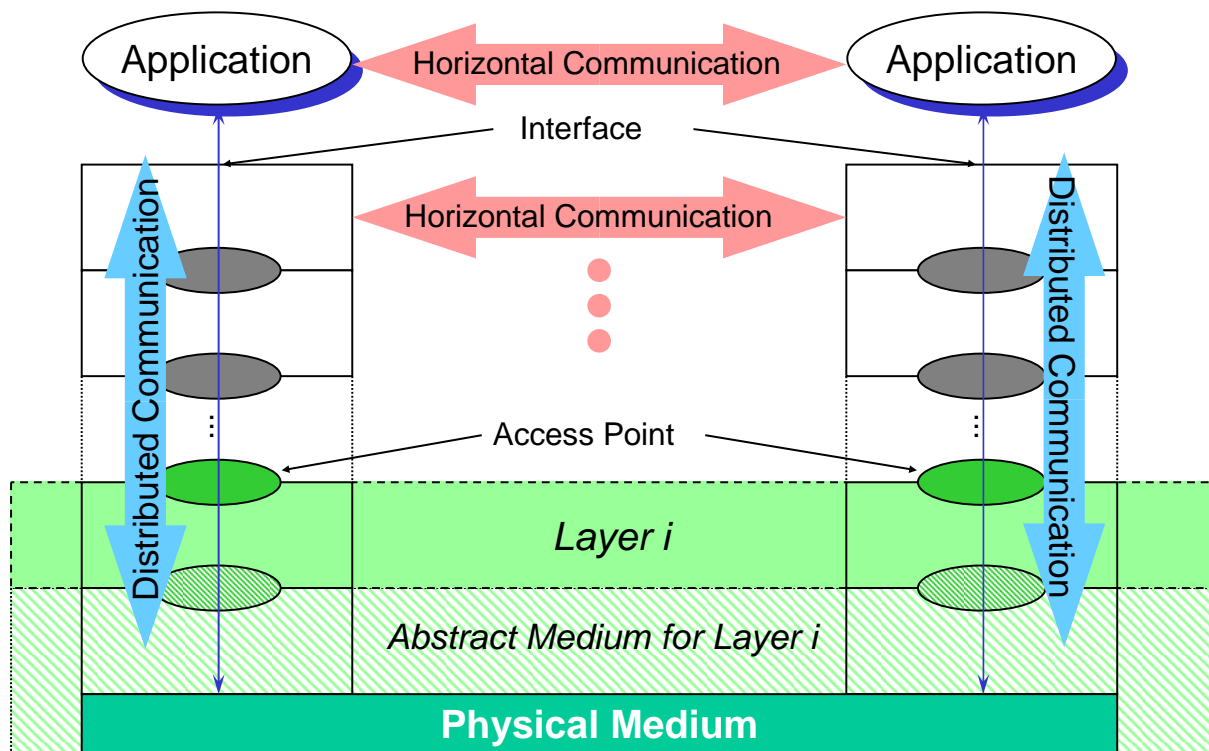 Application
Horizontal Communication
Application
Interface
Horizontal Communication
Distributed Communication
Distributed Communication
...
...
Access Point
Layer i
Abstract Medium for Layer i
Physical Medium